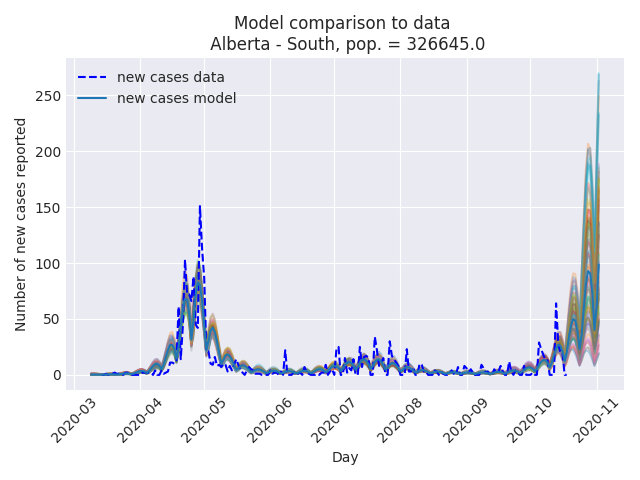 Model comparison to data
Alberta - South, pop. = 326645.0
new cases data
new cases model
Number of new cases reported
250
200
150
100
50
0
2020-03
2020-04
2020-05
2020-06
2020-07
2020-08
2020-09
2020-10
2020-11
Day